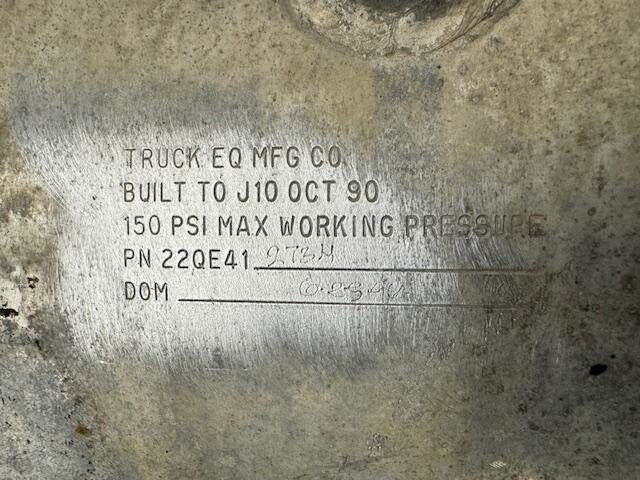 TRUCK EQ MFG CO
BUILT TO J10 OCT 90
150 PSI MAX WORKING PRESSURE
PN 22QE41
DOM